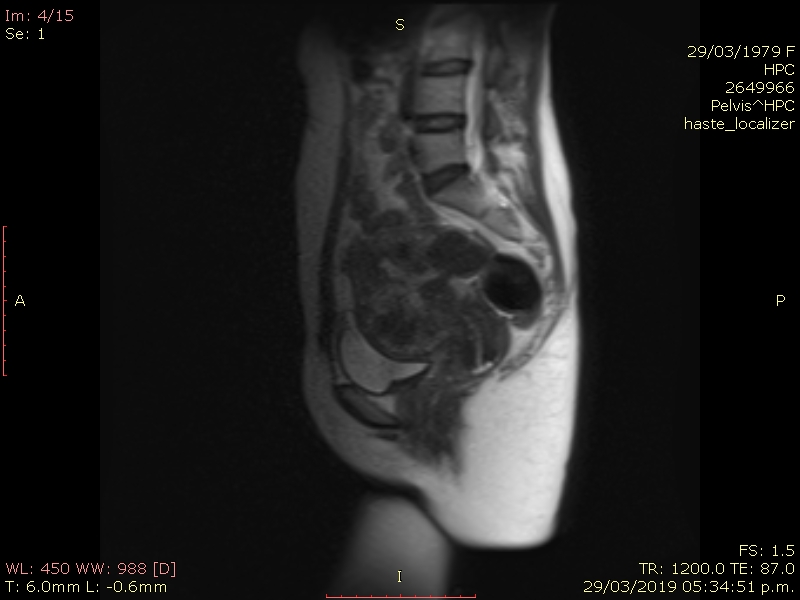 Im: 4/15
Se: 1
S
29/03/1979 F
HPC
2649966
Pelvis^HPC
haste_localizer
A
P
WL: 450 WW: 988 [D]
T: 6.0mm L: -0.6mm
I
FS: 1.5
TR: 1200.0 TE: 87.0
29/03/2019 05:34:51 p.m.